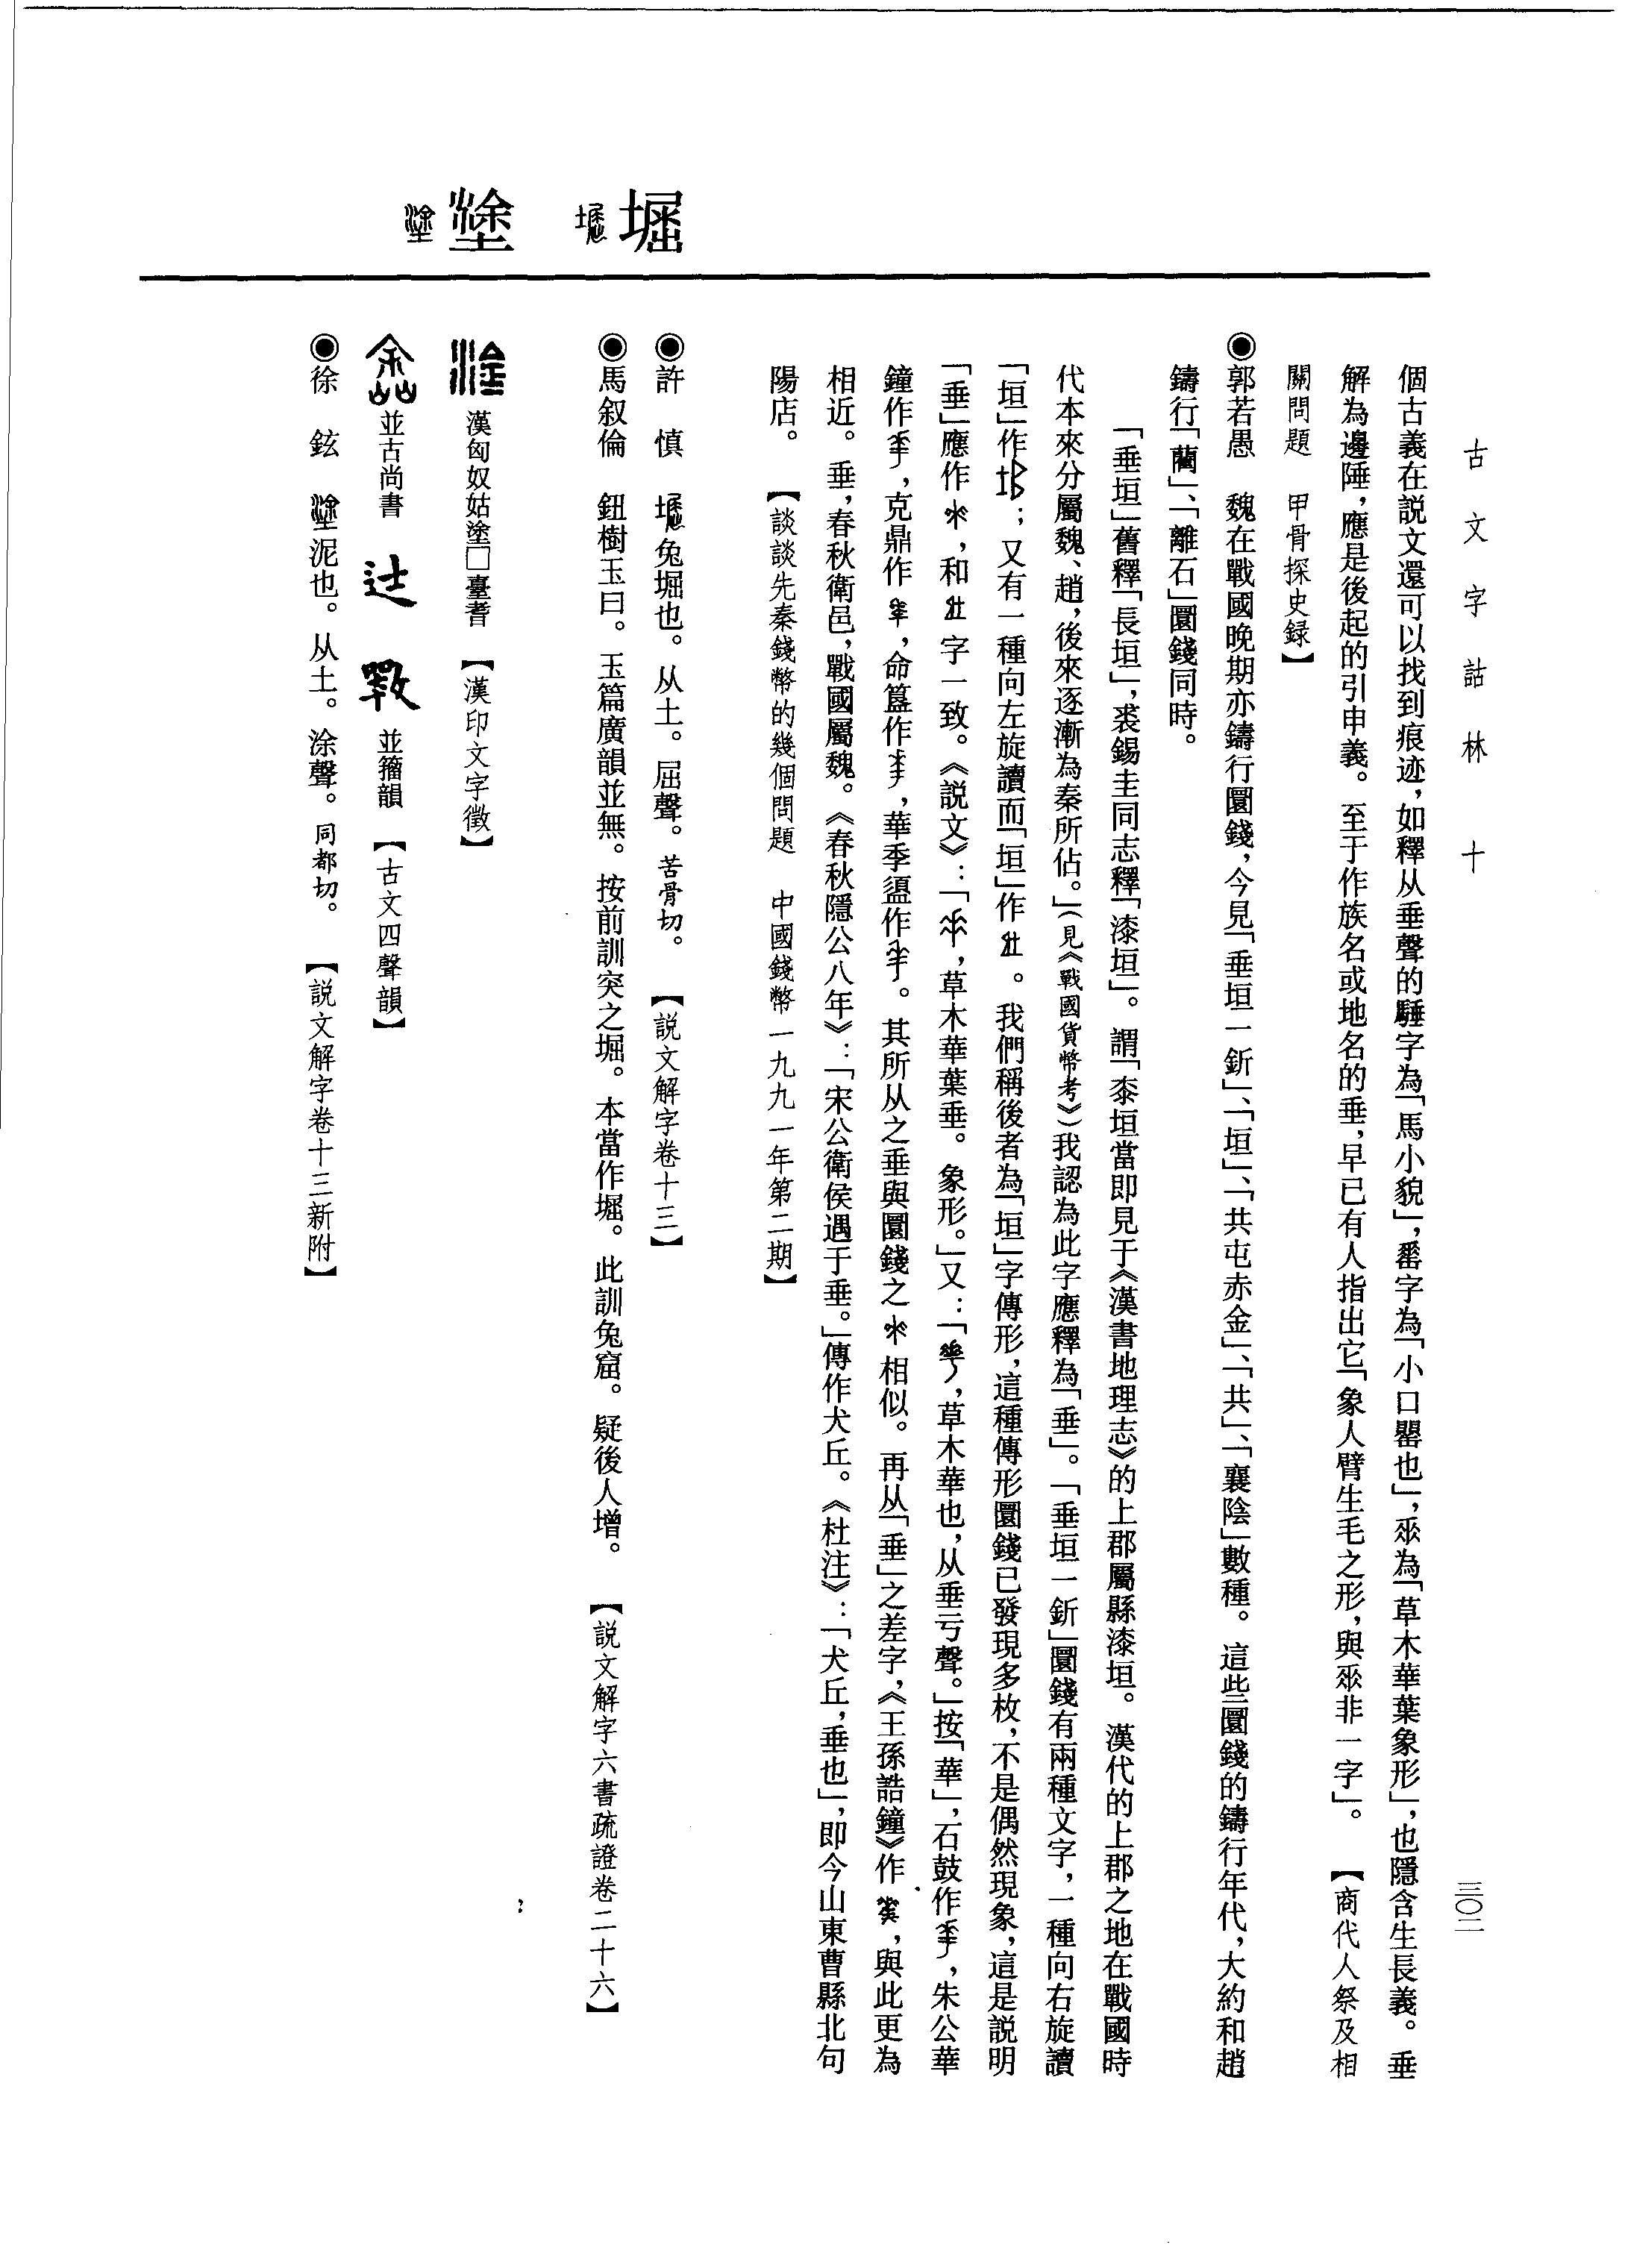 古文字詁林 十
三〇二
個古義在説文還可以找到痕迹，如釋从垂聲的䮔字為「馬小貌」，㽃字為「小口罌也」，𠂹為「草木華葉象形」，也隱含生長義。垂
解為邊陲，應是後起的引申義。至于作族名或地名的垂，早已有人指出它「象人臂生毛之形，與𠂹非一字」。【商代人祭及相
關問題 甲骨探史録】
◉郭若愚 魏在戰國晚期亦鑄行圜錢，今見「垂垣一釿」、「垣」、「共屯赤金」、「共」、「襄陰」數種。這些圜錢的鑄行年代，大約和趙
鑄行「藺」、「離石」圜錢同時。
「垂垣」舊釋「長垣」，裘錫圭同志釋「漆垣」。謂「桼垣當即見于《漢書地理志》的上郡屬縣漆垣。漢代的上郡之地在戰國時
代本來分屬魏、趙，後來逐漸為秦所佔。」（見《戰國貨幣考》）我認為此字應釋為「垂」。「垂垣一釿」圜錢有兩種文字，一種向右旋讀
「垣」作；又有一種向左旋讀而「垣」作。我們稱後者為「垣」字傳形，這種傳形圜錢已發現多枚，不是偶然現象，這是説明
「垂」應作，和字一致。《説文》：「，草木華葉垂。象形。」又：「，草木華也，从垂亏聲。」按「華」，石鼓作，朱公華
鐘作，克鼎作，命簋作，華季盨作。其所从之垂與圜錢之相似。再从「垂」之差字，《王孫誥鐘》作，與此更為
相近。垂，春秋衛邑，戰國屬魏。《春秋隱公八年》：「宋公衛侯遇于垂。」傳作犬丘。《杜注》：「犬丘，垂也」，即今山東曹縣北句
陽店。【談談先秦錢幣的幾個問題 中國錢幣一九九一年第二期】
堀
◉許 慎 兔堀也。从土。屈聲。苦骨切。【説文解字卷十三】
◉馬叙倫 鈕樹玉曰。玉篇廣韻並無。按前訓突之堀。本當作堀。此訓兔窟。疑後人增。【説文解字六書疏證卷二十六】
塗
漢匈奴姑塗□臺耆【漢印文字徵】
並古尚書 並籀韻【古文四聲韻】
◉徐 鉉 泥也。从土。涂聲。同都切。【説文解字卷十三新附】